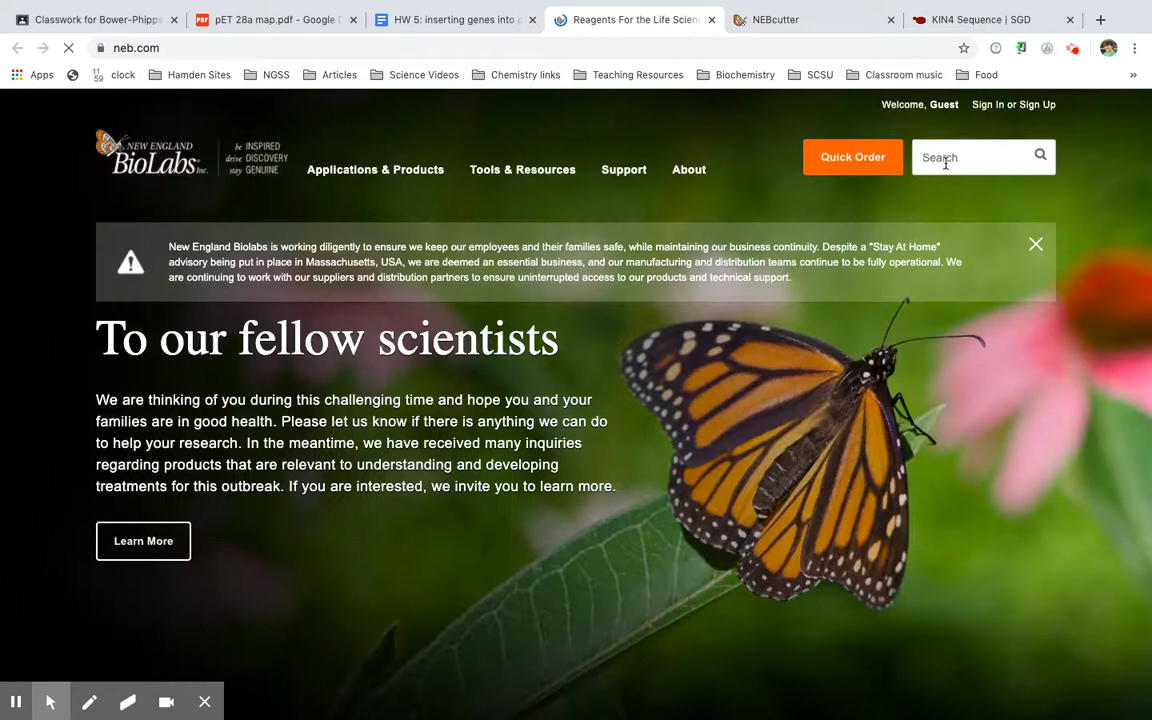 Classwork for Bower-Phipps
pET 28a map.pdf - Google D
HW 5: inserting genes into p
Reagents For the Life Scienc
NEBcutter
KIN4 Sequence | SGD
neb.com
Apps
11 59 clock
Hamden Sites
NGSS
Articles
Science Videos
Chemistry links
Teaching Resources
Biochemistry
SCSU
Classroom music
Food
»
Welcome, Guest Sign In or Sign Up
NEW ENGLAND
BioLabs Inc.
be INSPIRED
drive DISCOVERY
stay GENUINE
Applications & Products
Tools & Resources
Support
About
Quick Order
Search
New England Biolabs is working diligently to ensure we keep our employees and their families safe, while maintaining our business continuity. Despite a "Stay At Home"
advisory being put in place in Massachusetts, USA, we are deemed an essential business, and our manufacturing and distribution teams continue to be fully operational. We
are continuing to work with our suppliers and distribution partners to ensure uninterrupted access to our products and technical support.
To our fellow scientists
We are thinking of you during this challenging time and hope you and your
families are in good health. Please let us know if there is anything we can do
to help your research. In the meantime, we have received many inquiries
regarding products that are relevant to understanding and developing
treatments for this outbreak. If you are interested, we invite you to learn more.
Learn More